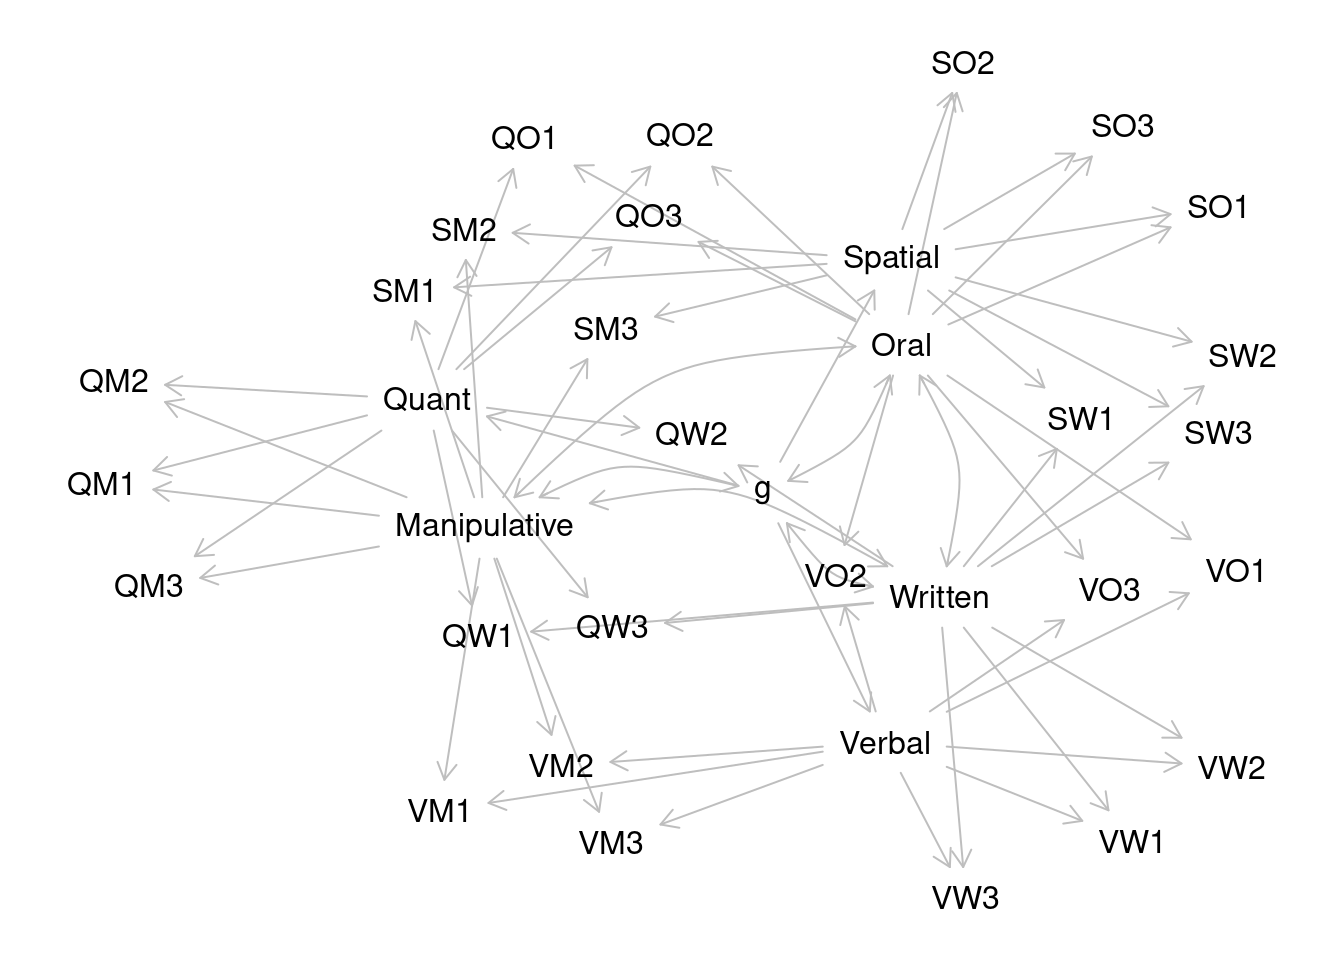 SO2
SO3
QO1
QO2
SO1
QO3
SM2
Spatial
SM1
SM3
Oral
SW2
QM2
Quant
SW1
QW2
SW3
QM1
g
Manipulative
VO1
VO2
QM3
VO3
Written
QW3
QW1
Verbal
VM2
VW2
VM1
VM3
VW1
VW3